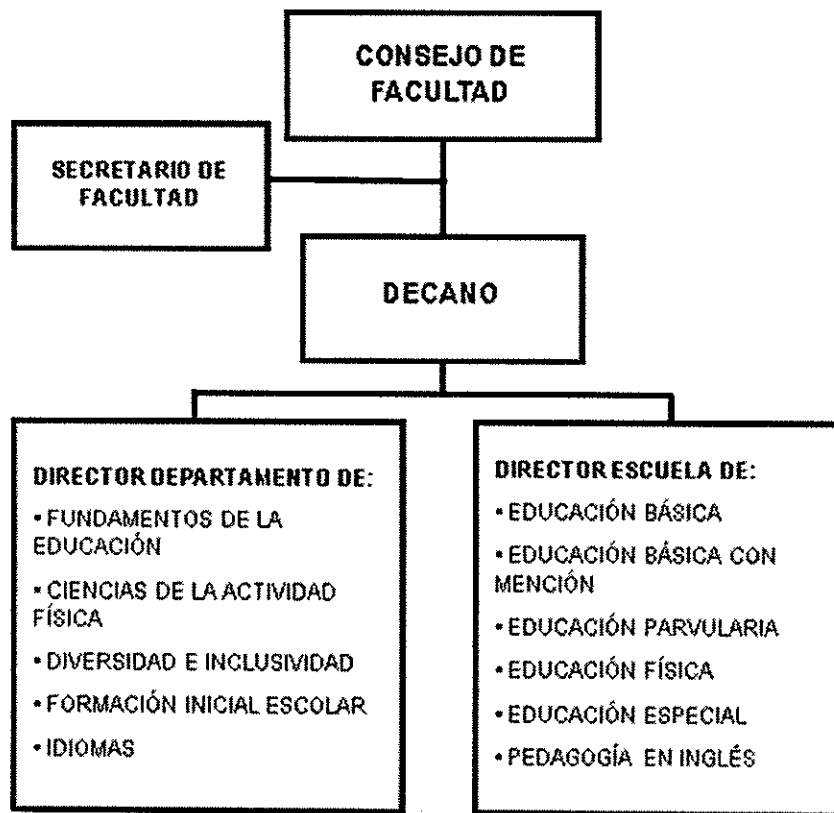 CONSEJO DE
FACULTAD
SECRETARIO DE
FACULTAD
DECANO
DIRECTOR DEPARTAMENTO DE:
• FUNDAMENTOS DE LA
EDUCACIÓN
• CIENCIAS DE LA ACTIVIDAD
FÍSICA
• DIVERSIDAD E INCLUSIVIDAD
• FORMACIÓN INICIAL ESCOLAR
• IDIOMAS
DIRECTOR ESCUELA DE:
• EDUCACIÓN BÁSICA
• EDUCACIÓN BÁSICA CON
MENCIÓN
• EDUCACIÓN PARVULARIA
• EDUCACIÓN FÍSICA
• EDUCACIÓN ESPECIAL
• PEDAGOGÍA EN INGLÉS